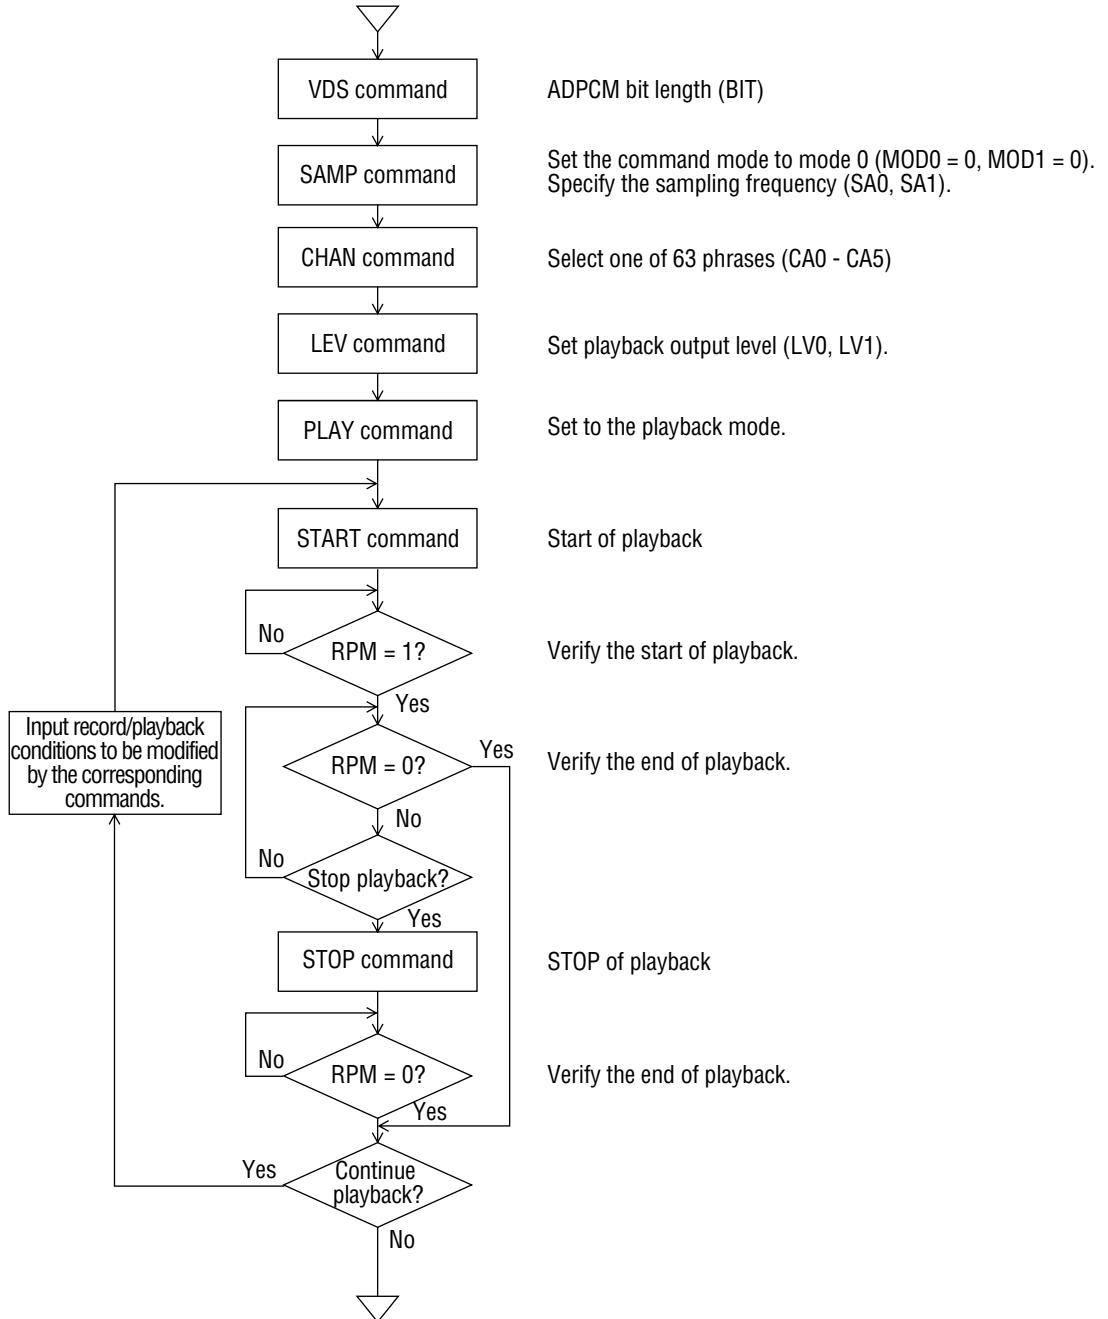 VDS command
ADPCM bit length (BIT)
SAMP command
Set the command mode to mode 0 (MOD0 = 0, MOD1 = 0).
Specify the sampling frequency (SA0, SA1).
CHAN command
Select one of 63 phrases (CA0 - CA5)
LEV command
Set playback output level (LV0, LV1).
PLAY command
Set to the playback mode.
START command
Start of playback
No
RPM = 1?
Verify the start of playback.
Yes
Input record/playback
conditions to be modified
by the corresponding
commands.
RPM = 0?
Yes
Verify the end of playback.
No
No
Stop playback?
Yes
STOP command
STOP of playback
No
RPM = 0?
Verify the end of playback.
Yes
Yes
Continue
playback?
No